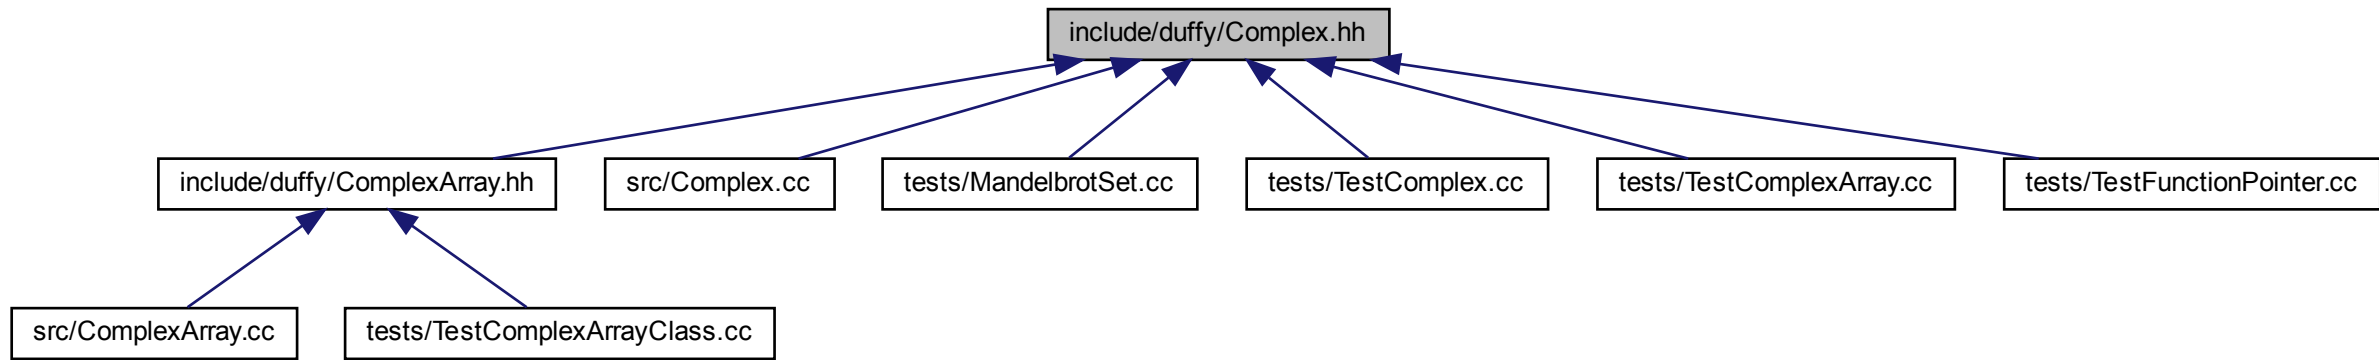 include/duffy/Complex.hh
include/duffy/ComplexArray.hh
src/Complex.cc
tests/MandelbrotSet.cc
tests/TestComplex.cc
tests/TestComplexArray.cc
tests/TestFunctionPointer.cc
src/ComplexArray.cc
tests/TestComplexArrayClass.cc